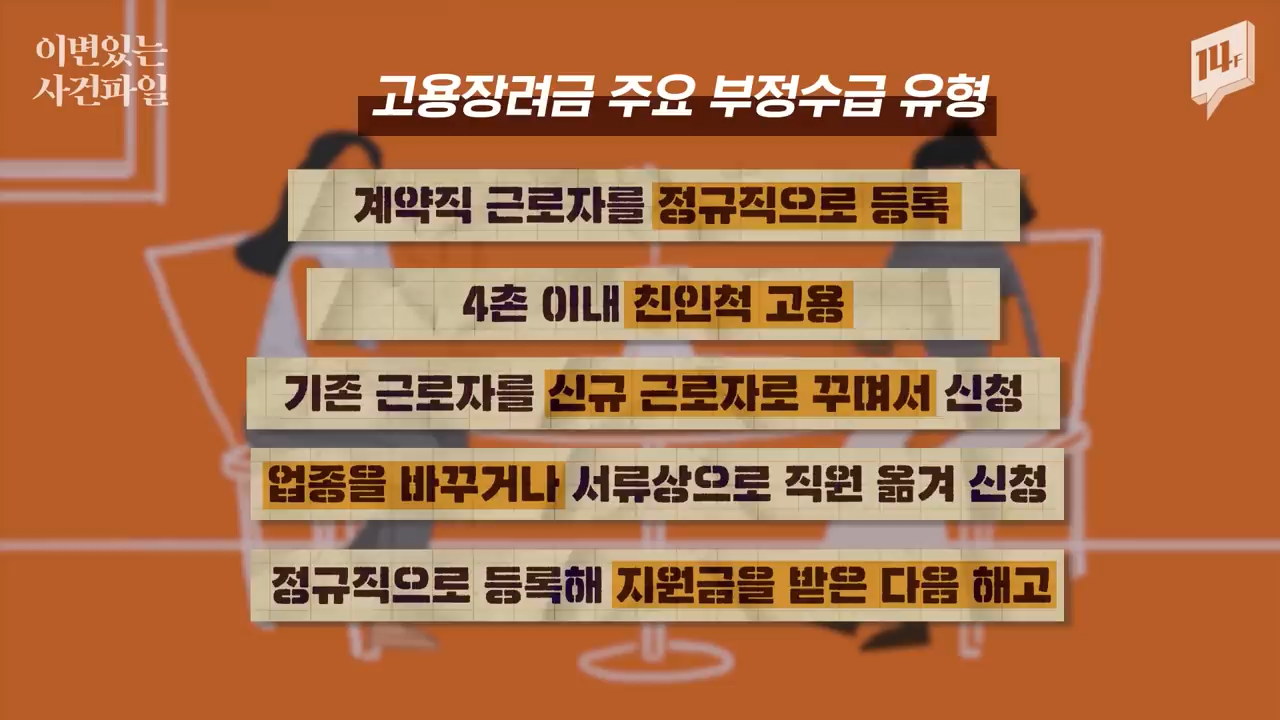 이변있는
사건파일
14F
고용장려금 주요 부정수급 유형
계약직 근로자를 정규직으로 등록
4촌 이내 친인척 고용
기존 근로자를 신규 근로자로 꾸며서 신청
업종을 바꾸거나 서류상으로 직원 옮겨 신청
정규직으로 등록해 지원금을 받은 다음 해고